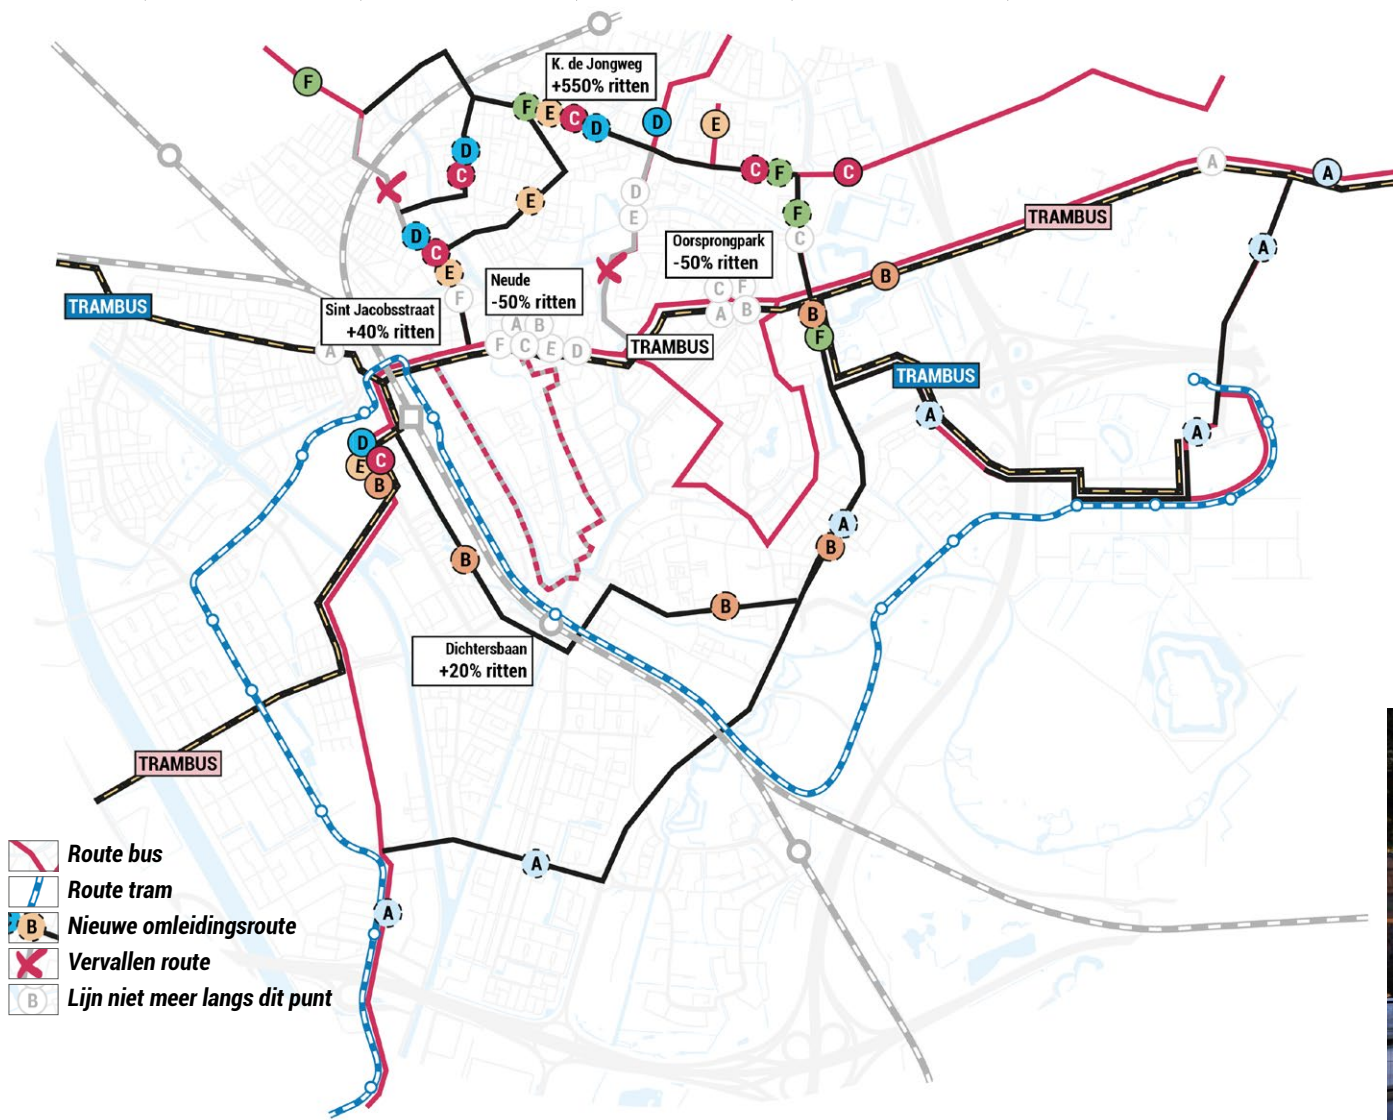 K. de Jongweg
+550% ritten
F
F
E
C
D
D
E
D
C
C
F
C
A
A
E
D
E
F
C
TRAMBUS
D
C
Oorsprongpark
-50% ritten
A
E
Neude
-50% ritten
B
F
C
F
A
B
TRAMBUS
Sint Jacobsstraat
+40% ritten
A
B
B
F
A
F
C
E
D
TRAMBUS
TRAMBUS
A
A
D
E
C
B
A
B
B
B
Dichtersbaan
+20% ritten
TRAMBUS
A
A
Route bus
Route tram
B
Nieuwe omleidingsroute
Vervallen route
B
Lijn niet meer langs dit punt